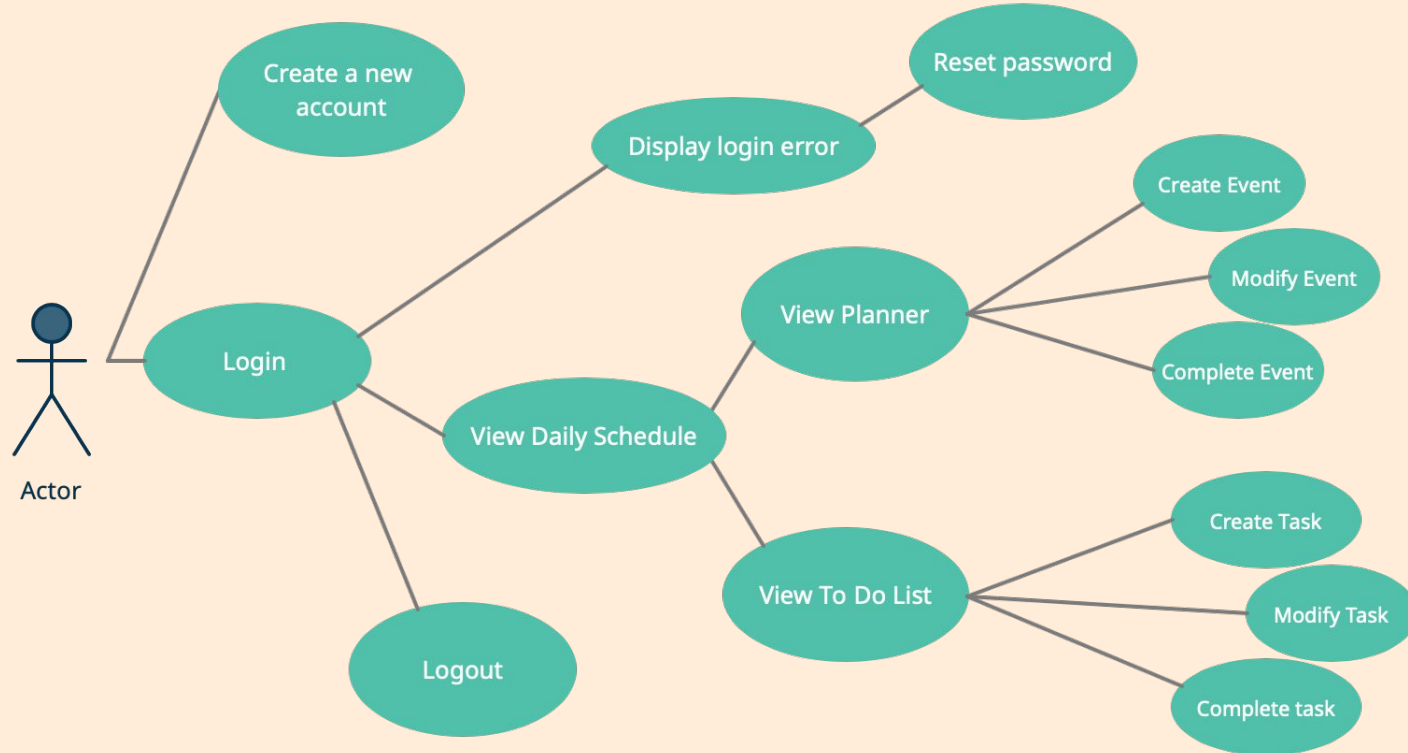 Create a new
account
Reset password
Display login error
Create Event
Modify Event
View Planner
Login
Complete Event
View Daily Schedule
Actor
Create Task
View To Do List
Modify Task
Logout
Complete task